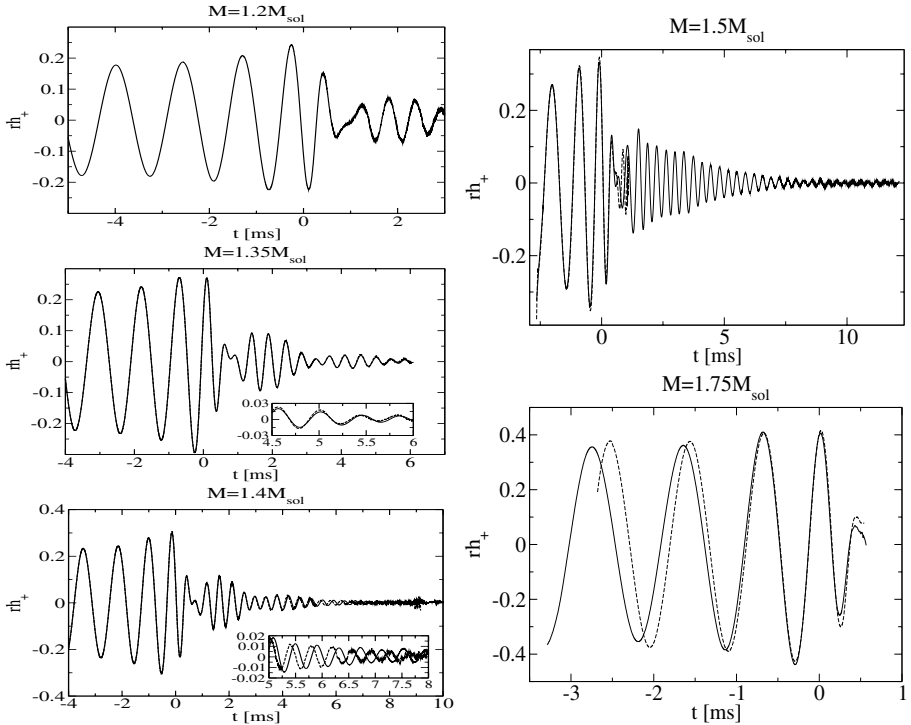 M=1.2M_sol
0.2
0.1
0
-0.1
-0.2
rh_+
-4 -2 0 2
t [ms]
M=1.35M_sol
0.3
0.2
0.1
0
-0.1
-0.2
rh_+
0.03
0
-0.03
4.5 5 5.5 6
-4 -2 0 2 4 6
t [ms]
M=1.4M_sol
0.4
0.2
0
-0.2
-0.4
rh_+
0.02
0.01
0
-0.01
-0.02
5 5.5 6 6.5 7 7.5 8
-4 -2 0 2 4 6 8 10
t [ms]
M=1.5M_sol
0.2
0
-0.2
rh_+
0 5 10
t [ms]
M=1.75M_sol
0.4
0.2
0
-0.2
-0.4
rh_+
-3 -2 -1 0 1
t [ms]